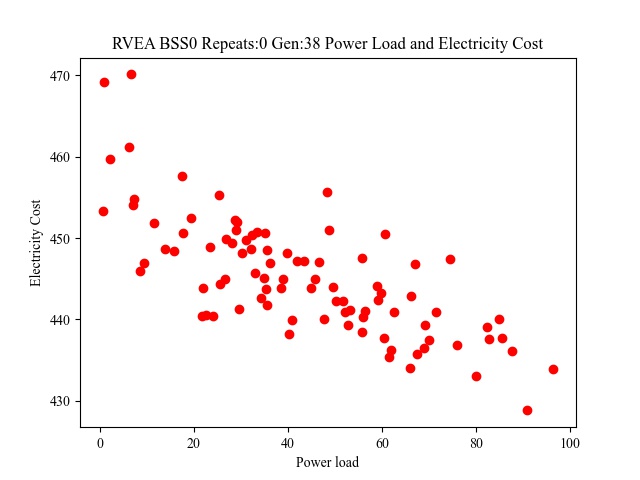 RVEA BSS0 Repeats:0 Gen:38 Power Load and Electricity Cost
470
460
450
440
430
Electricity Cost
0 20 40 60 80 100
Power load